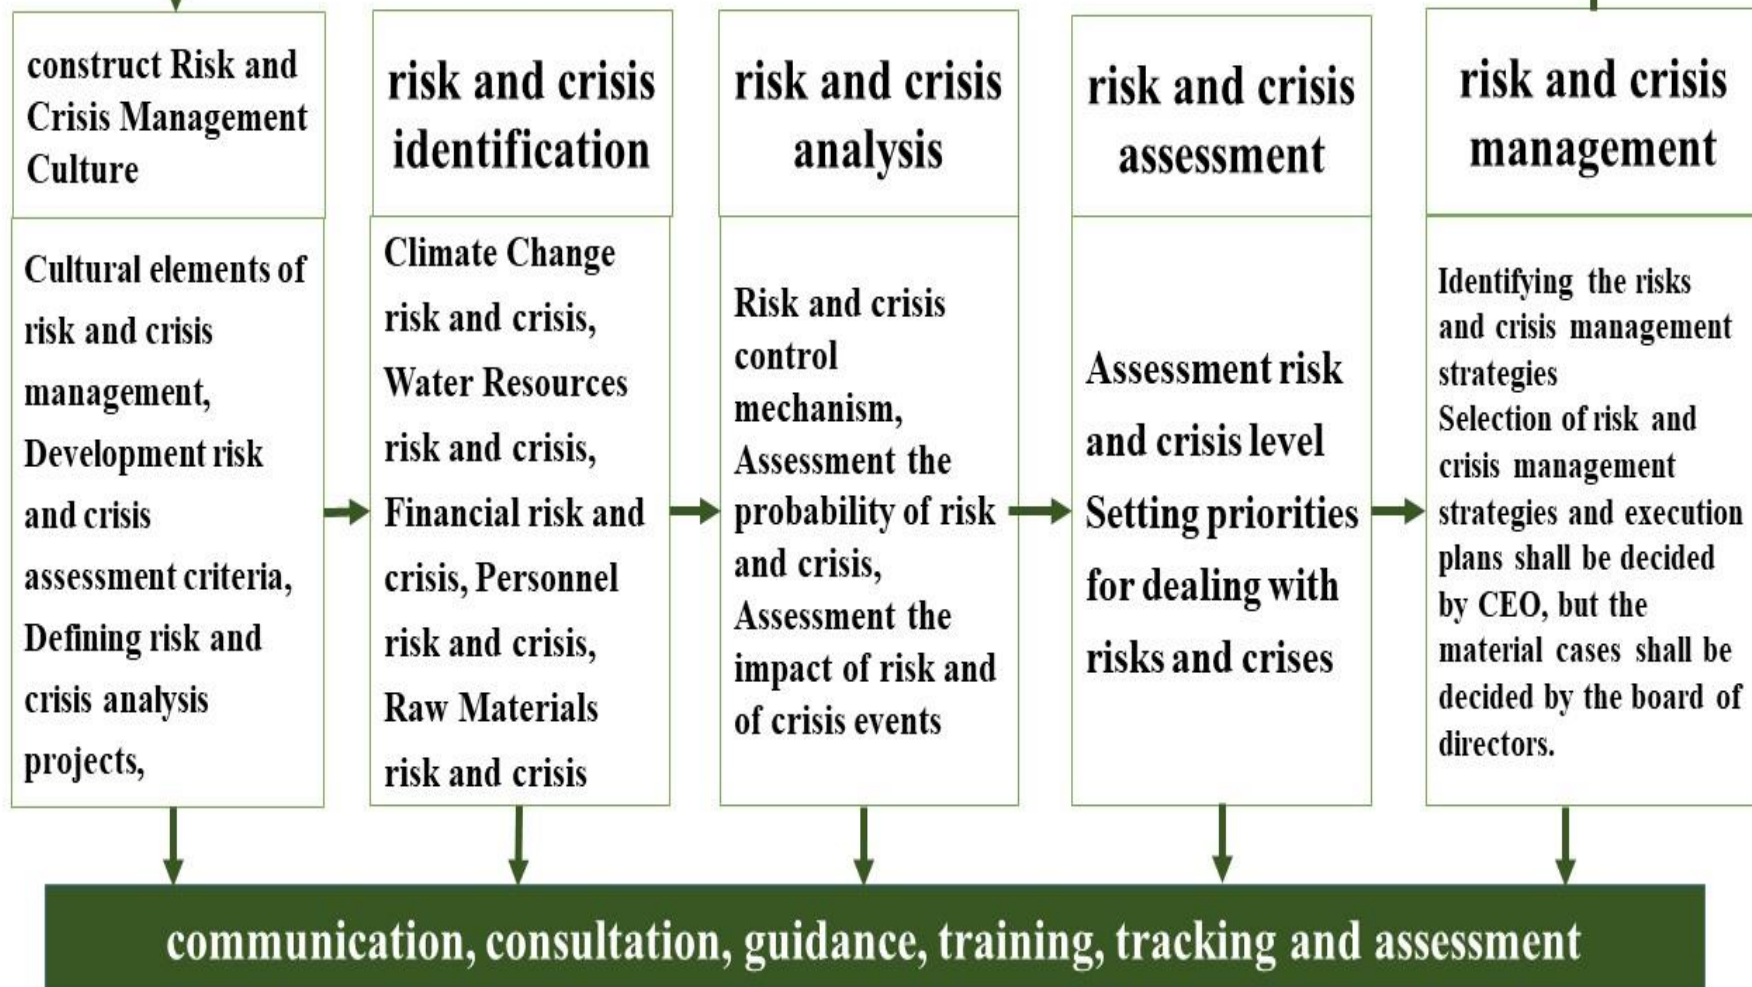 construct Risk and
Crisis Management
Culture
Cultural elements of
risk and crisis
management,
Development risk
and crisis
assessment criteria,
Defining risk and
crisis analysis
projects,
risk and crisis
identification
Climate Change
risk and crisis,
Water Resources
risk and crisis,
Financial risk and
crisis, Personnel
risk and crisis,
Raw Materials
risk and crisis
risk and crisis
analysis
Risk and crisis
control
mechanism,
Assessment the
probability of risk
and crisis,
Assessment the
impact of risk and
of crisis events
risk and crisis
assessment
Assessment risk
and crisis level
Setting priorities
for dealing with
risks and crises
risk and crisis
management
Identifying the risks
and crisis management
strategies
Selection of risk and
crisis management
strategies and execution
plans shall be decided
by CEO, but the
material cases shall be
decided by the board of
directors.
communication, consultation, guidance, training, tracking and assessment